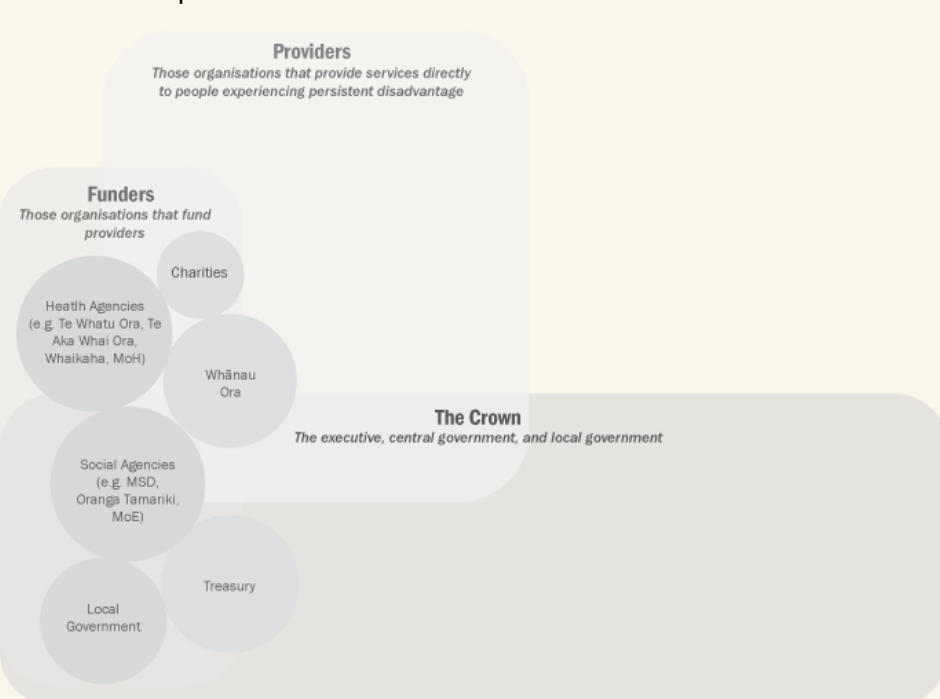 Providers
Those organisations that provide services directly
to people experiencing persistent disadvantage
Funders
Those organisations that fund
providers
Charities
Heatlh Agencies
(e.g. Te Whatu Ora, Te
Aka Whai Ora,
Whaikaha, MoH)
Whānau
Ora
The Crown
The executive, central government, and local government
Social Agencies
(e.g. MSD,
Oranga Tamariki,
MoE)
Treasury
Local
Government